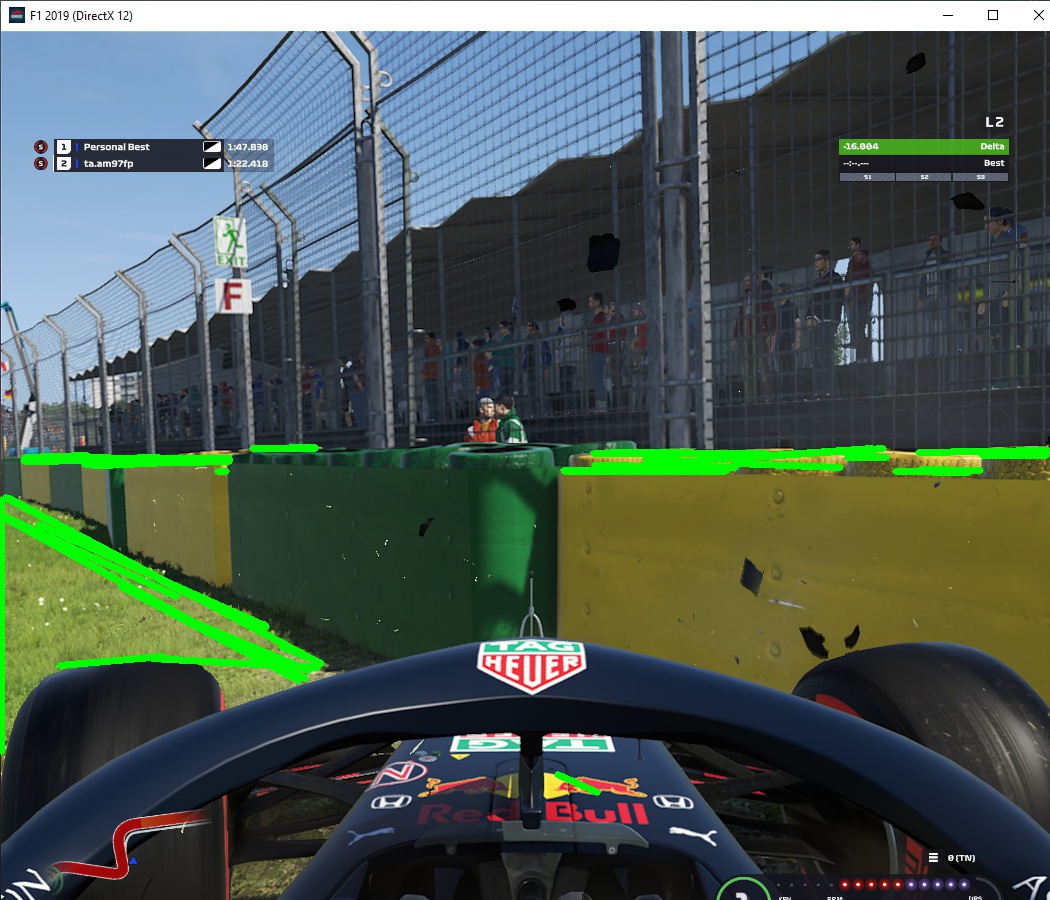 F1 2019 (DirectX 12)
L2
S 1 Personal Best 1:47.838
S 2 ta.am97fp 1:22.418
-16.004 Delta
--:--.--- Best
S1 S2 S3
EXIT
F
TAG
HEUER
TAG
Red Bull
0 (TN)